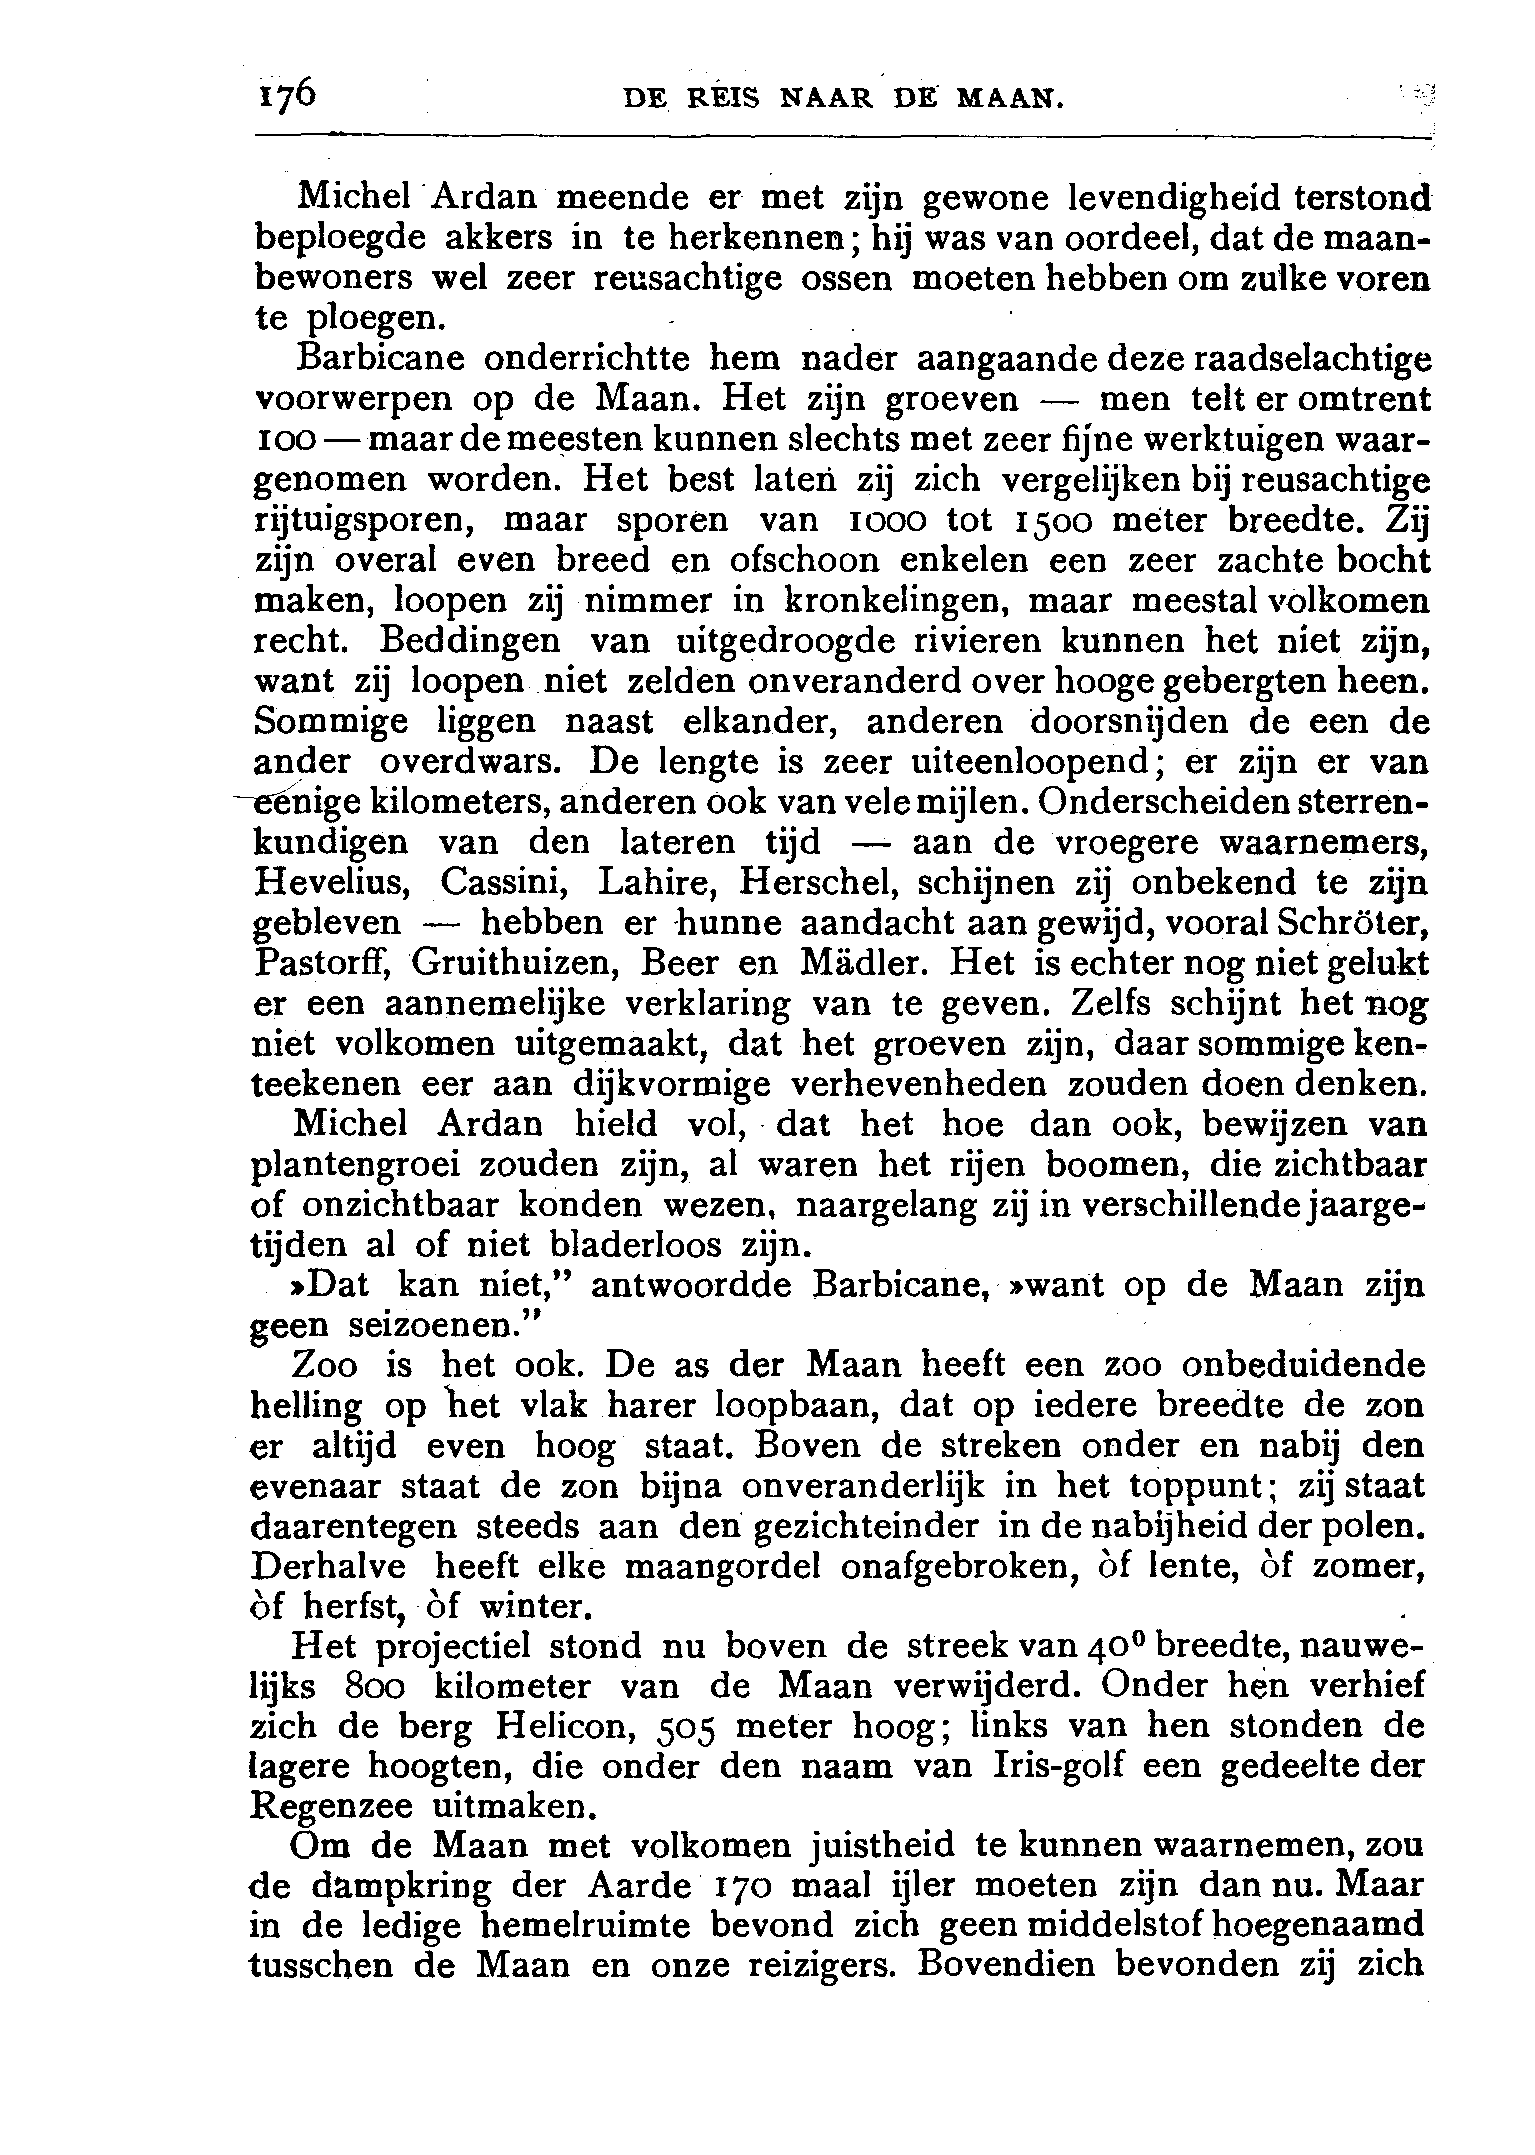 176 DE REIS NAAR DE MAAN.
Michel Ardan meende er met zijn gewone levendigheid terstond
beploegde akkers in te herkennen; hij was van oordeel, dat de maan-
bewoners wel zeer reusachtige ossen moeten hebben om zulke voren
te ploegen.
Barbicane onderrichtte hem nader aangaande deze raadselachtige
voorwerpen op de Maan. Het zijn groeven — men telt er omtrent
100 — maar de meesten kunnen slechts met zeer fijne werktuigen waar-
genomen worden. Het best laten zij zich vergelijken bij reusachtige
rijtuigsporen, maar sporen van 1000 tot 1500 meter breedte. Zij
zijn overal even breed en ofschoon enkelen een zeer zachte bocht
maken, loopen zij nimmer in kronkelingen, maar meestal volkomen
recht. Beddingen van uitgedroogde rivieren kunnen het niet zijn,
want zij loopen niet zelden onveranderd over hooge gebergten heen.
Sommige liggen naast elkander, anderen doorsnijden de een de
ander overdwars. De lengte is zeer uiteenloopend; er zijn er van
eenige kilometers, anderen ook van vele mijlen. Onderscheiden sterren-
kundigen van den lateren tijd — aan de vroegere waarnemers,
Hevelius, Cassini, Lahire, Herschel, schijnen zij onbekend te zijn
gebleven — hebben er hunne aandacht aan gewijd, vooral Schröter,
Pastorff, Gruithuizen, Beer en Mädler. Het is echter nog niet gelukt
er een aannemelijke verklaring van te geven. Zelfs schijnt het nog
niet volkomen uitgemaakt, dat het groeven zijn, daar sommige ken-
teekenen eer aan dijkvormige verhevenheden zouden doen denken.
Michel Ardan hield vol, dat het hoe dan ook, bewijzen van
plantengroei zouden zijn, al waren het rijen boomen, die zichtbaar
of onzichtbaar konden wezen, naargelang zij in verschillende jaarge-
tijden al of niet bladerloos zijn.
»Dat kan niet,” antwoordde Barbicane, »want op de Maan zijn
geen seizoenen.”
Zoo is het ook. De as der Maan heeft een zoo onbeduidende
helling op het vlak harer loopbaan, dat op iedere breedte de zon
er altijd even hoog staat. Boven de streken onder en nabij den
evenaar staat de zon bijna onveranderlijk in het toppunt; zij staat
daarentegen steeds aan den gezichteinder in de nabijheid der polen.
Derhalve heeft elke maangordel onafgebroken, òf lente, òf zomer,
òf herfst, òf winter.
Het projectiel stond nu boven de streek van 40⁰ breedte, nauwe-
lijks 800 kilometer van de Maan verwijderd. Onder hen verhief
zich de berg Helicon, 505 meter hoog; links van hen stonden de
lagere hoogten, die onder den naam van Iris-golf een gedeelte der
Regenzee uitmaken.
Om de Maan met volkomen juistheid te kunnen waarnemen, zou
de dampkring der Aarde 170 maal ijler moeten zijn dan nu. Maar
in de ledige hemelruimte bevond zich geen middelstof hoegenaamd
tusschen de Maan en onze reizigers. Bovendien bevonden zij zich